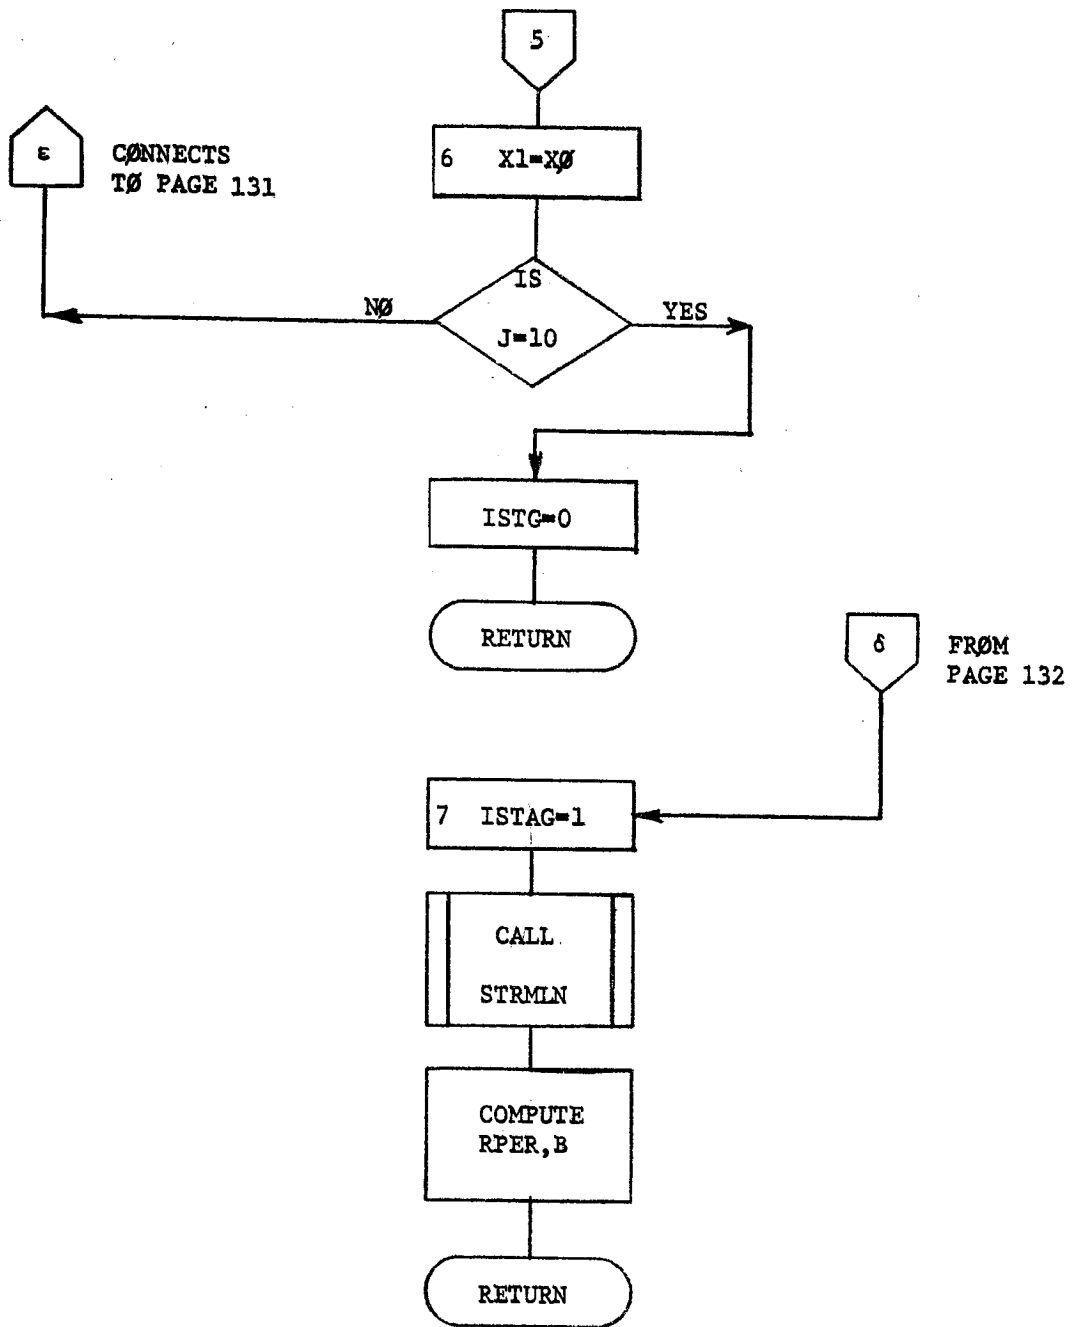 5
6 X1=XØ
ε CØNNECTS
TØ PAGE 131
IS
J=10
NØ
YES
ISTG=0
RETURN
δ FRØM
PAGE 132
7 ISTAG=1
CALL
STRMLN
COMPUTE
RPER,B
RETURN